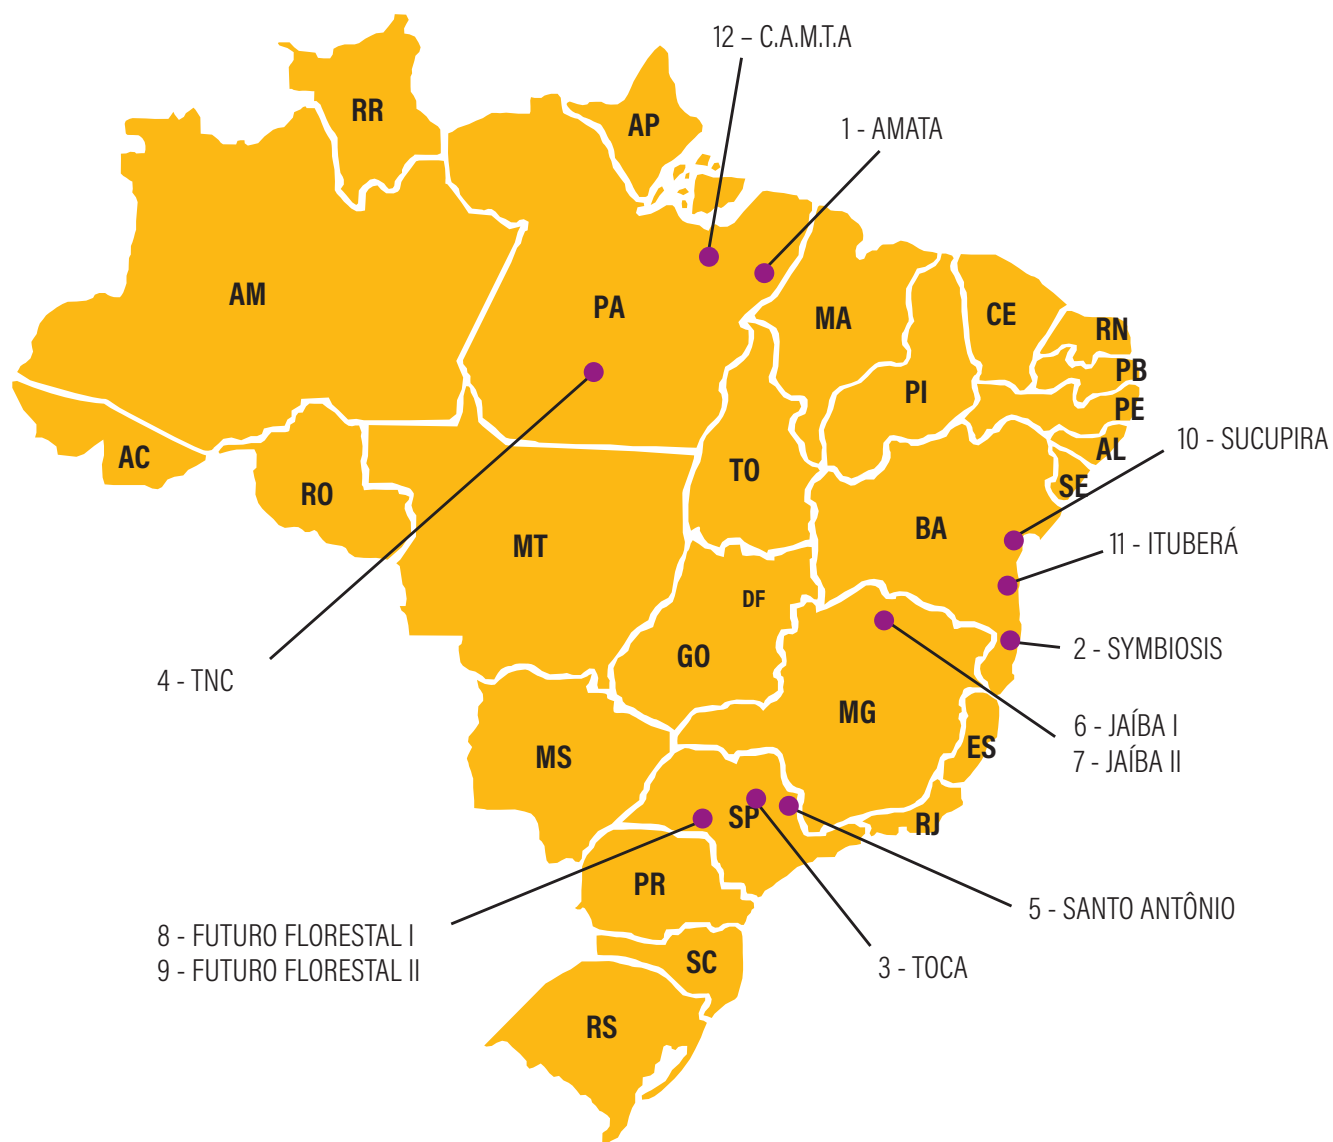 12 – C.A.M.T.A
1 - AMATA
RR
AP
AM
PA
MA
CE
RN
PB
PI
PE
AL
10 - SUCUPIRA
AC
TO
SE
RO
BA
MT
11 - ITUBERÁ
DF
GO
2 - SYMBIOSIS
4 - TNC
MG
6 - JAÍBA I
7 - JAÍBA II
ES
MS
SP
RJ
PR
5 - SANTO ANTÔNIO
8 - FUTURO FLORESTAL I
9 - FUTURO FLORESTAL II
SC
3 - TOCA
RS